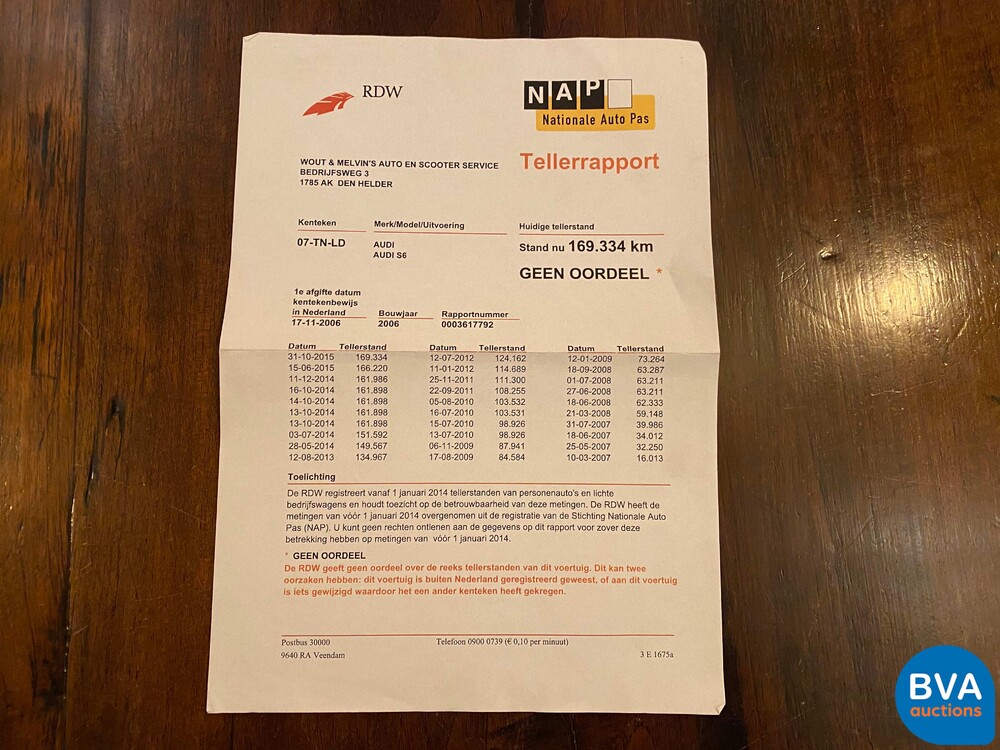 RDW
NAP
Nationale Auto Pas
Tellerrapport
WOUT & MELVIN'S AUTO EN SCOOTER SERVICE
BEDRIJFSWEG 3
1785 AK DEN HELDER
Kenteken Merk/Model/Uitvoering Huidige tellerstand
07-TN-LD AUDI Stand nu 169.334 km
AUDI S6
GEEN OORDEEL *
1e afgifte datum
kentekenbewijs
in Nederland Bouwjaar Rapportnummer
17-11-2006 2006 0003617792
Datum Tellerstand Datum Tellerstand Datum Tellerstand
31-10-2015 169.334 12-07-2012 124.162 12-01-2009 73.264
15-06-2015 166.220 11-01-2012 114.689 18-09-2008 63.287
11-12-2014 161.986 25-11-2011 111.300 01-07-2008 63.211
16-10-2014 161.898 22-09-2011 108.255 27-06-2008 63.211
14-10-2014 161.898 05-08-2010 103.532 18-06-2008 62.333
13-10-2014 161.898 16-07-2010 103.531 21-03-2008 59.148
13-10-2014 161.898 15-07-2010 98.926 31-07-2007 39.986
03-07-2014 151.592 13-07-2010 98.926 18-06-2007 34.012
28-05-2014 149.567 06-11-2009 87.941 25-05-2007 32.250
12-08-2013 134.967 17-08-2009 84.584 10-03-2007 16.013
Toelichting
De RDW registreert vanaf 1 januari 2014 tellerstanden van personenauto's en lichte
bedrijfswagens en houdt toezicht op de betrouwbaarheid van deze metingen. De RDW heeft de
metingen van vóór 1 januari 2014 overgenomen uit de registratie van de Stichting Nationale Auto
Pas (NAP). U kunt geen rechten ontlenen aan de gegevens op dit rapport voor zover deze
betrekking hebben op metingen van vóór 1 januari 2014.
* GEEN OORDEEL
De RDW geeft geen oordeel over de reeks tellerstanden van dit voertuig. Dit kan twee
oorzaken hebben: dit voertuig is buiten Nederland geregistreerd geweest, of aan dit voertuig
is iets gewijzigd waardoor het een ander kenteken heeft gekregen.
Postbus 30000 Telefoon 0900 0739 (€ 0,10 per minuut)
9640 RA Veendam 3 E 1675a
BVA
auctions